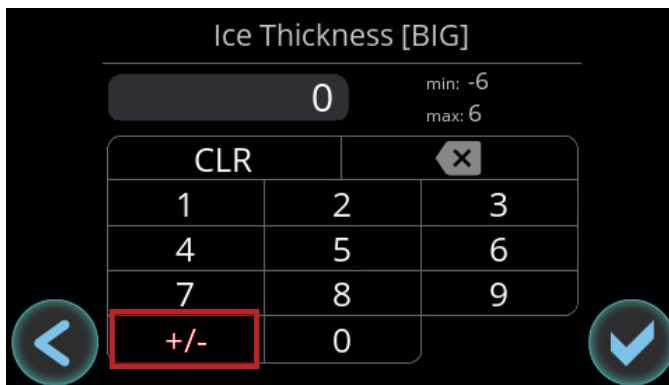 Ice Thickness [BIG]
0 min: -6
max: 6
CLR
1 2 3
4 5 6
7 8 9
+/- 0